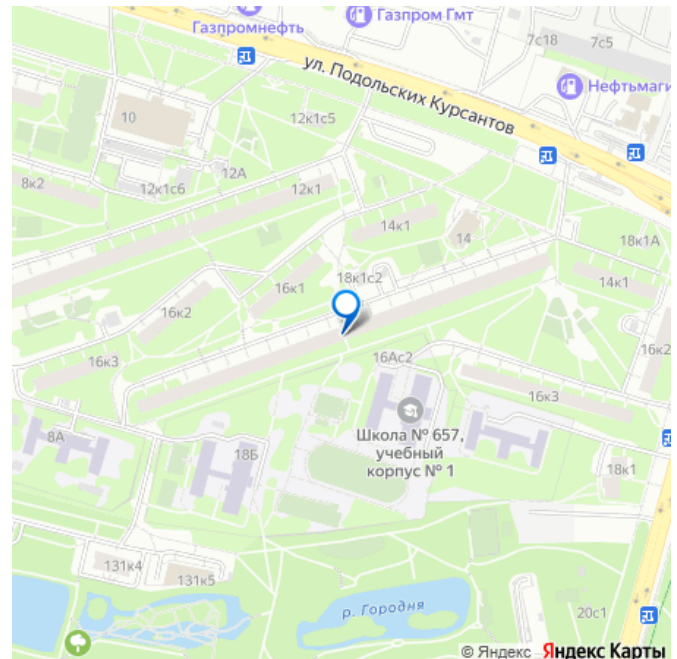 Газпромнефть
Газпром Гмт
7с18
7с5
ул. Подольских Курсантов
Нефтьмаги
10
12к1с5
12А
8к2
12к1с6
12к1
14к1
14
18к1А
16к1
18к1с2
14к1
16к2
16к3
16Ас2
16к2
16к3
8А
18Б
Школа № 657,
учебный
корпус № 1
18к1
131к4
131к5
р. Городня
20с1
© Яндекс Яндекс Карты